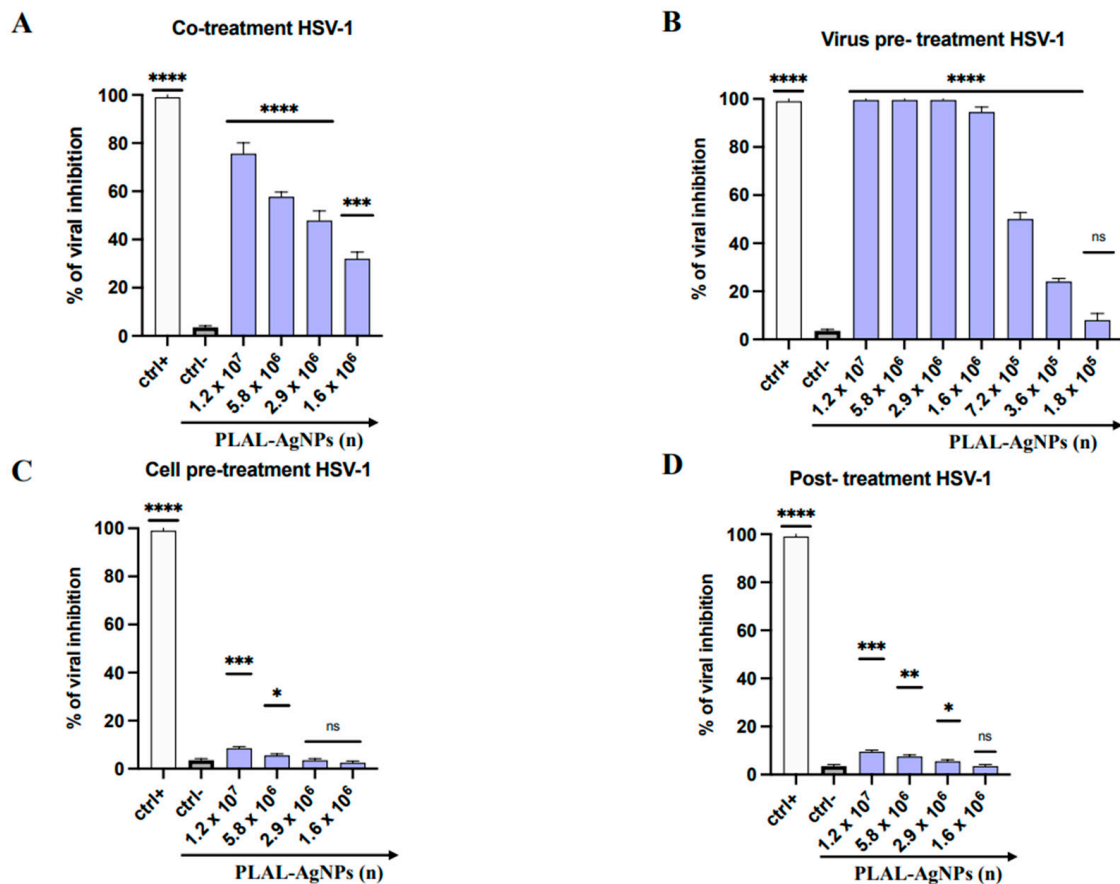 A
Co-treatment HSV-1
% of viral inhibition
100
80
60
40
20
0
****
****
***
ctrl+
ctrl-
1.2 x 10⁷
5.8 x 10⁶
2.9 x 10⁶
1.6 x 10⁶
PLAL-AgNPs (n)
B
Virus pre- treatment HSV-1
% of viral inhibition
100
80
60
40
20
0
****
****
ns
ctrl+
ctrl-
1.2 x 10⁷
5.8 x 10⁶
2.9 x 10⁶
1.6 x 10⁶
7.2 x 10⁵
3.6 x 10⁵
1.8 x 10⁵
PLAL-AgNPs (n)
C
Cell pre-treatment HSV-1
% of viral inhibition
100
80
60
40
20
0
****
***
*
ns
ctrl+
ctrl-
1.2 x 10⁷
5.8 x 10⁶
2.9 x 10⁶
1.6 x 10⁶
PLAL-AgNPs (n)
D
Post- treatment HSV-1
% of viral inhibition
100
80
60
40
20
0
****
***
**
*
ns
ctrl+
ctrl-
1.2 x 10⁷
5.8 x 10⁶
2.9 x 10⁶
1.6 x 10⁶
PLAL-AgNPs (n)